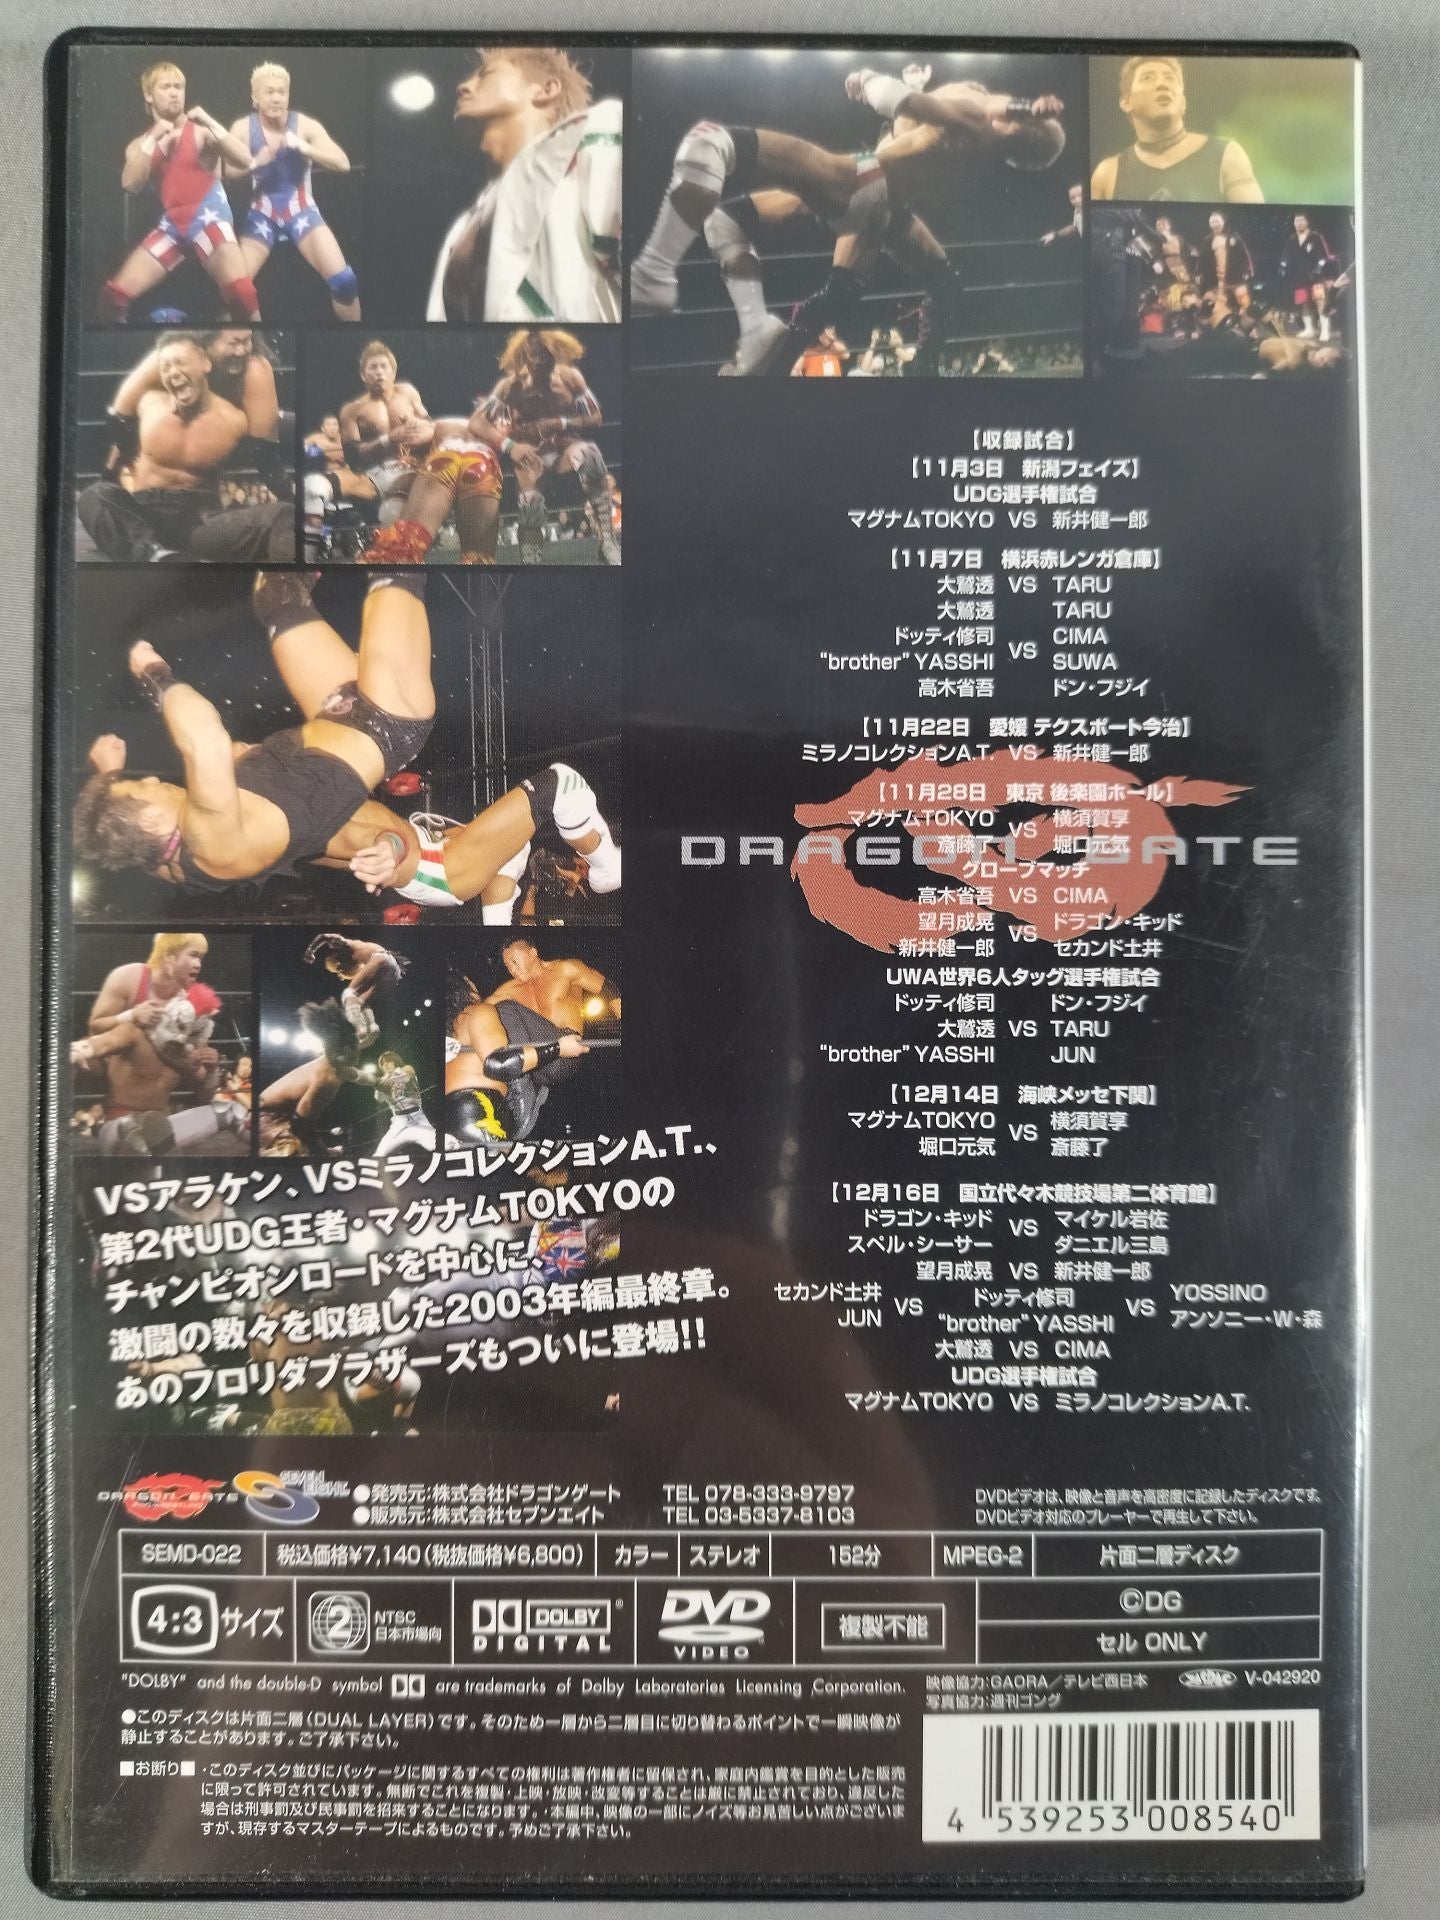 【収録試合】
【11月3日 新潟フェイズ】
UDG選手権試合
マグナムTOKYO VS 新井健一郎
【11月7日 横浜赤レンガ倉庫】
大鷲透 VS TARU
大鷲透 TARU
ドッティ修司 CIMA
VS
"brother" YASSHI SUWA
高木省吾 ドン・フジイ
【11月22日 愛媛 テクスポート今治】
ミラノコレクションA.T. VS 新井健一郎
【11月28日 東京 後楽園ホール】
マグナムTOKYO 横須賀享
VS
斎藤了 堀口元気
DRAGON GATE
グローブマッチ
高木省吾 VS CIMA
望月成晃 ドラゴン・キッド
VS
新井健一郎 セカンド土井
UWA世界6人タッグ選手権試合
ドッティ修司 ドン・フジイ
大鷲透 VS TARU
"brother" YASSHI JUN
【12月14日 海峡メッセ下関】
マグナムTOKYO 横須賀享
VS
堀口元気 斎藤了
【12月16日 国立代々木競技場第二体育館】
ドラゴン・キッド マイケル岩佐
VS
スペル・シーサー ダニエル三島
望月成晃 VS 新井健一郎
セカンド土井 ドッティ修司 YOSSINO
VS VS
JUN "brother" YASSHI アンソニー・W・森
大鷲透 VS CIMA
UDG選手権試合
マグナムTOKYO VS ミラノコレクションA.T.
VSアラケン、VSミラノコレクションA.T.、
第2代UDG王者・マグナムTOKYOの
チャンピオンロードを中心に、
激闘の数々を収録した2003年編最終章。
あのフロリダブラザーズもついに登場!!
DRAGON GATE
PRO-WRESTLING
SEVEN EIGHT
●発売元:株式会社ドラゴンゲート TEL 078-333-9797
●販売元:株式会社セブンエイト TEL 03-5337-8103
DVDビデオは、映像と音声を高密度に記録したディスクです。
DVDビデオ対応のプレーヤーで再生して下さい。
SEMD-022 税込価格¥7,140(税抜価格¥6,800) カラー ステレオ 152分 MPEG-2 片面二層ディスク
4:3サイズ 2 NTSC 日本市場向 DOLBY DIGITAL DVD VIDEO 複製不能 ©DG
セル ONLY
"DOLBY" and the double-D symbol are trademarks of Dolby Laboratories Licensing Corporation.
映像協力:GAORA/テレビ西日本
写真協力:週刊ゴング
V-042920
●このディスクは片面二層(DUAL LAYER)です。そのため一層から二層目に切り替わるポイントで一瞬映像が
静止することがあります。ご了承下さい。
■お断り■ ・このディスク並びにパッケージに関するすべての権利は著作権者に留保され、家庭内鑑賞を目的とした販売
に限って許可されています。無断でこれを複製・上映・放映・改変等することは厳に禁止されており、違反した
場合は刑事罰及び民事罰を招来することになります。・本編中、映像の一部にノイズ等お見苦しい点がございま
すが、現存するマスターテープによるものです。予めご了承下さい。
4 539253 008540